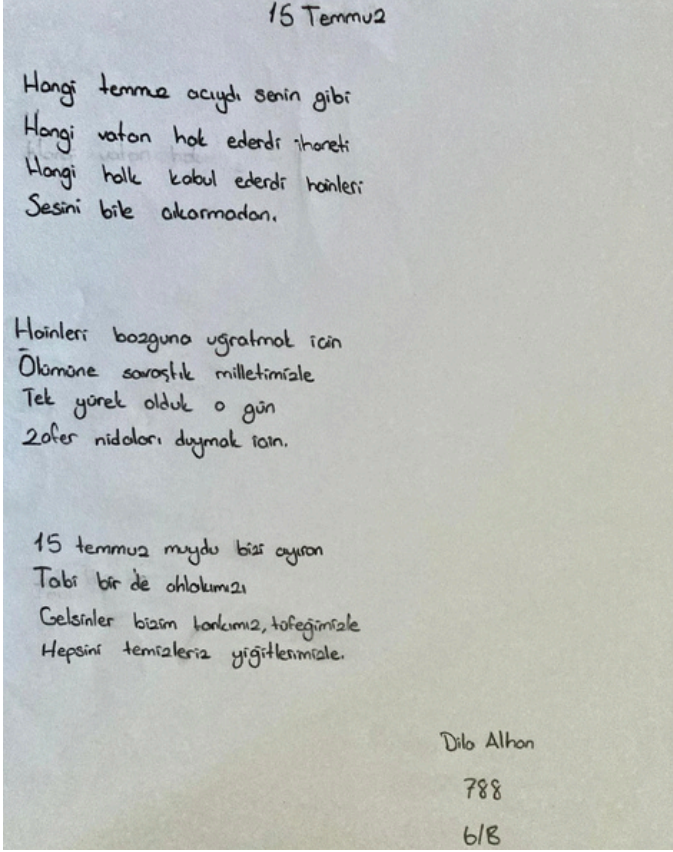 15 Temmuz
Hangi temmuz acıydı senin gibi
Hangi vatan hak ederdi ihaneti
Hangi halk kabul ederdi hainleri
Sesini bile çıkarmadan.
Hainleri bozguna uğratmak için
Ölümüne savaştık milletimizle
Tek yürek olduk o gün
Zafer nidaları duymak için.
15 temmuz muydu bizi ayıran
Tabi bir de ahlakımızı
Gelsinler bizim tankımız, tüfeğimizle
Hepsini temizleriz yiğitlerimizle.
Dila Alhan
788
6/B